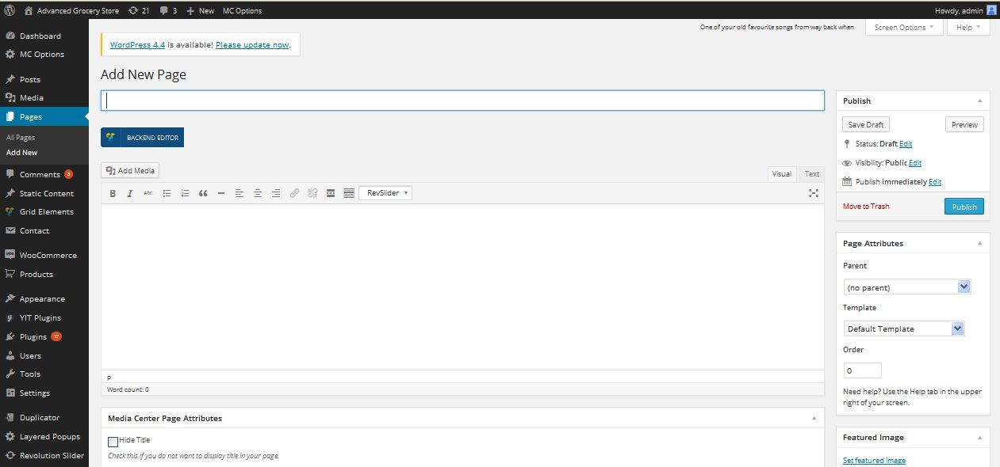 Advanced Grocery Store 21 3 + New MC Options Howdy, admin
Dashboard
MC Options
Posts
Media
Pages
All Pages
Add New
Comments 3
Static Content
Grid Elements
Contact
WooCommerce
Products
Appearance
YIT Plugins
Plugins 17
Users
Tools
Settings
Duplicator
Layered Popups
Revolution Slider
One of your old favourite songs from way back when Screen Options Help
WordPress 4.4 is available! Please update now.
Add New Page
BACKEND EDITOR
Add Media
Visual Text
B I ABC RevSlider
P
Word count: 0
Media Center Page Attributes
Hide Title
Check this if you do not want to display title in your page.
Publish
Save Draft Preview
Status: Draft Edit
Visibility: Public Edit
Publish immediately Edit
Move to Trash Publish
Page Attributes
Parent
(no parent)
Template
Default Template
Order
0
Need help? Use the Help tab in the upper
right of your screen.
Featured Image
Set featured image